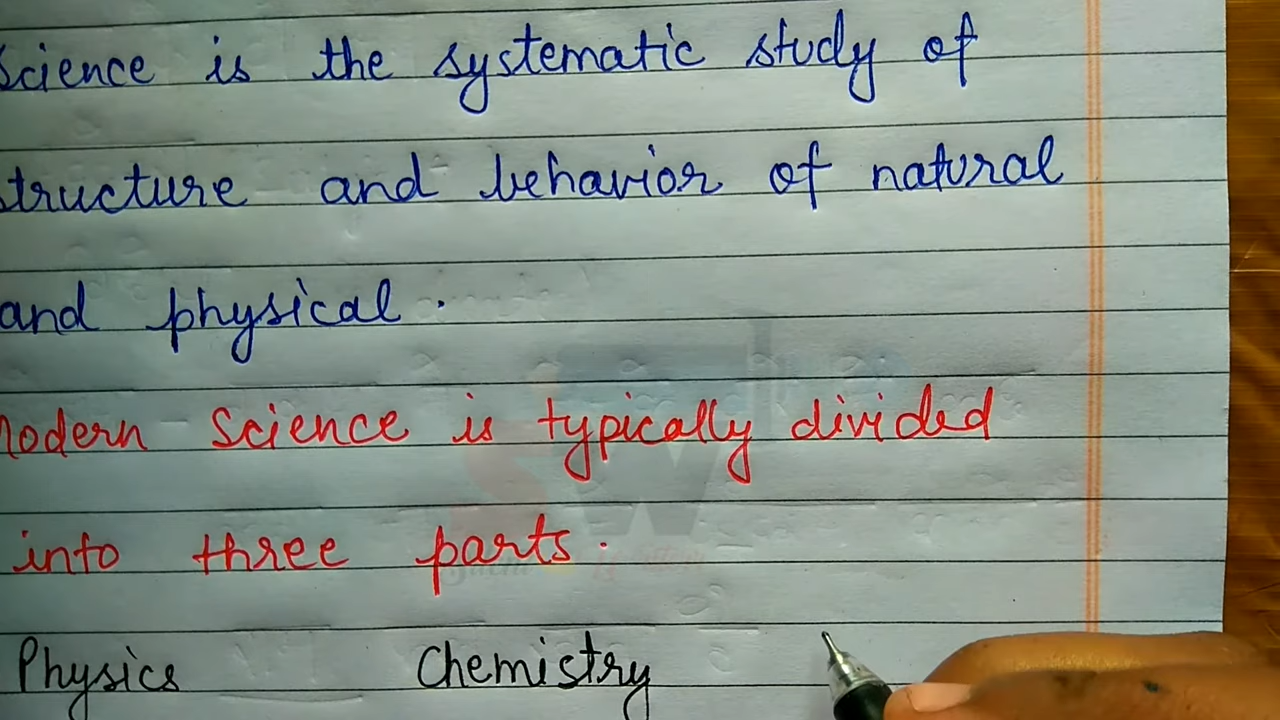 Science is the systematic study of
structure and behavior of natural
and physical.
Modern Science is typically divided
into three parts.
Physics Chemistry